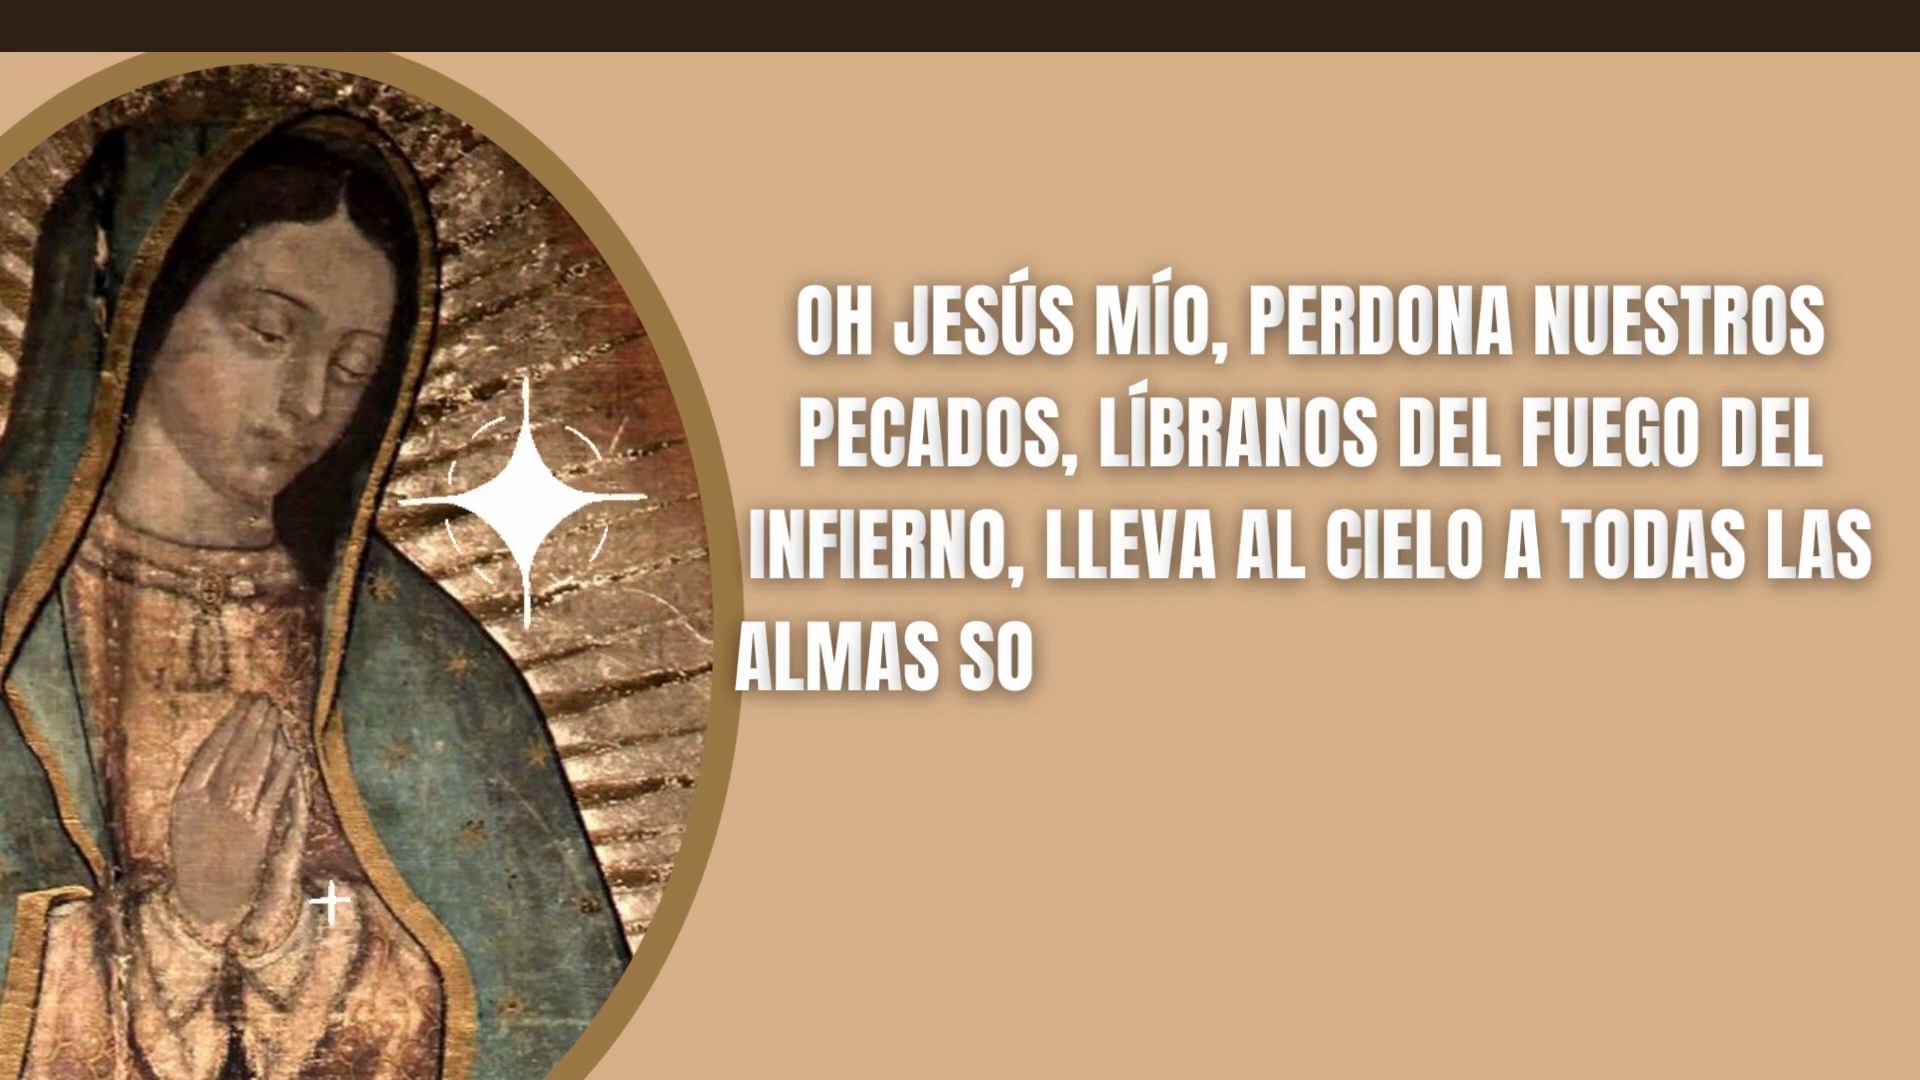 OH JESÚS MÍO, PERDONA NUESTROS
PECADOS, LÍBRANOS DEL FUEGO DEL
INFIERNO, LLEVA AL CIELO A TODAS LAS
ALMAS SO